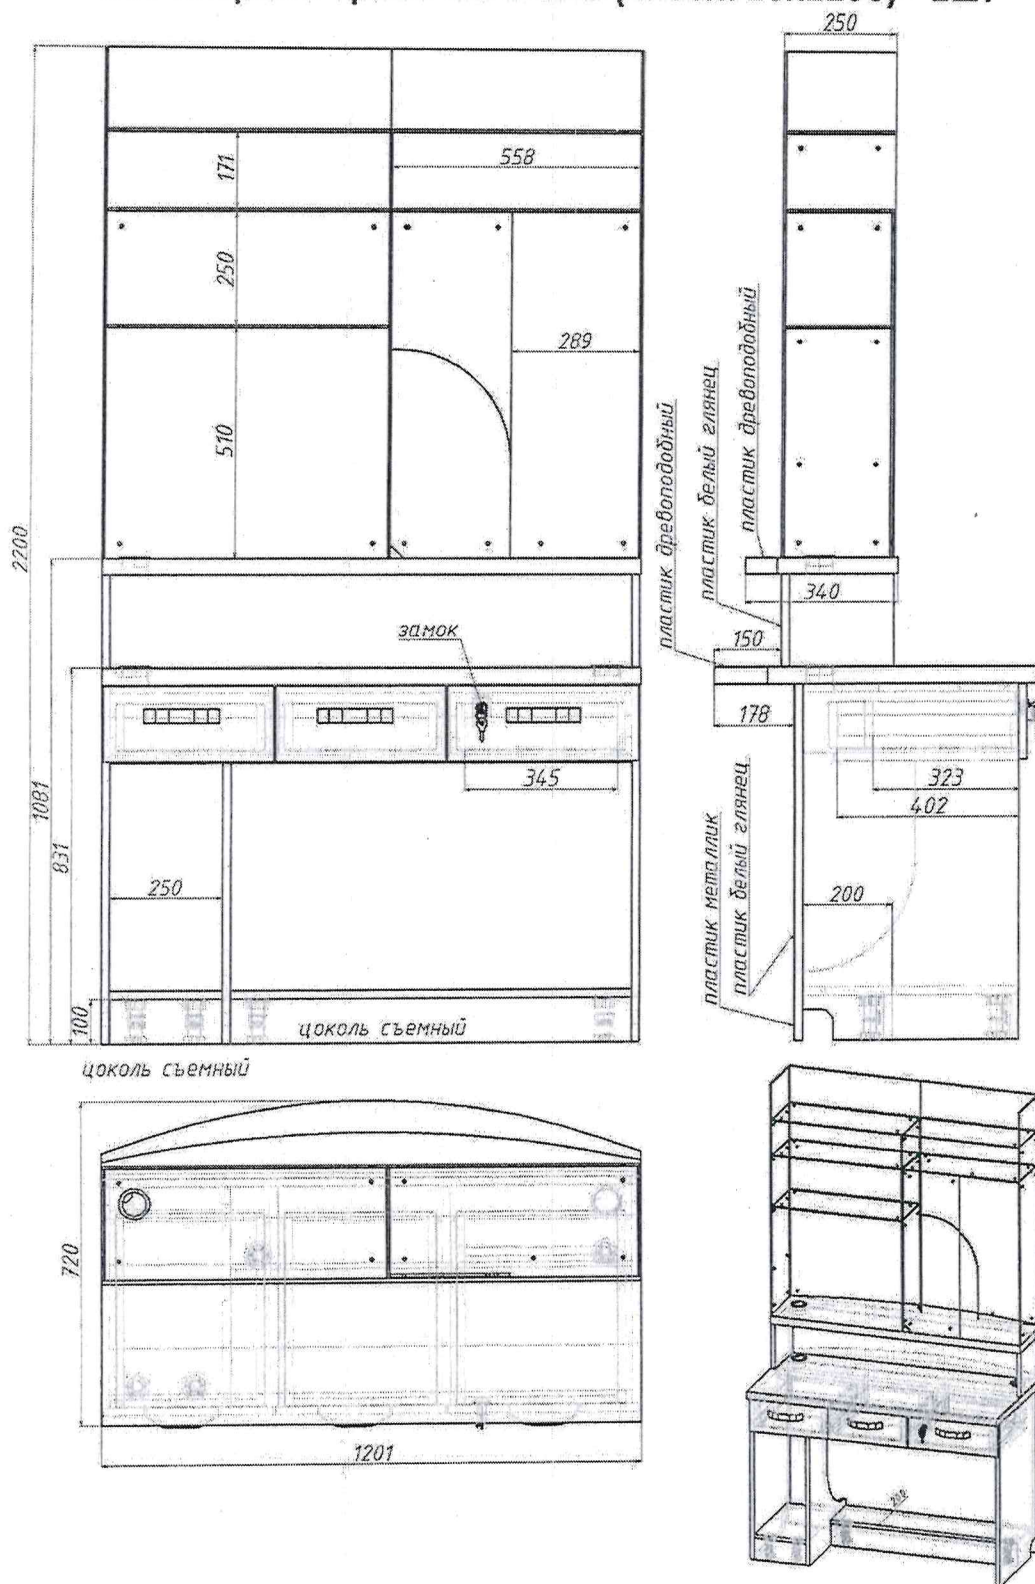 250
171
558
250
289
510
2200
пластик древоподобный
пластик белый глянец
пластик древоподобный
340
замок
150
178
345
323
402
1081
831
250
200
пластик металлик
пластик белый глянец
100
цоколь съемный
цоколь съемный
720
1201
200